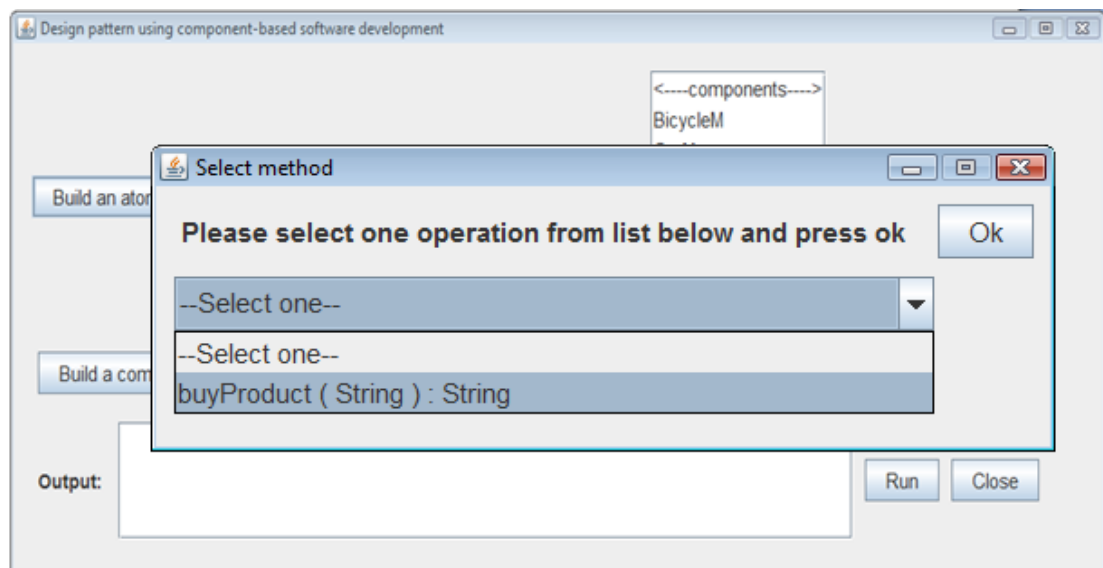 Design pattern using component-based software development
<----components---->
BicycleM
Select method
Build an ato
Please select one operation from list below and press ok
Ok
--Select one--
--Select one--
buyProduct ( String ) : String
Build a com
Output:
Run
Close